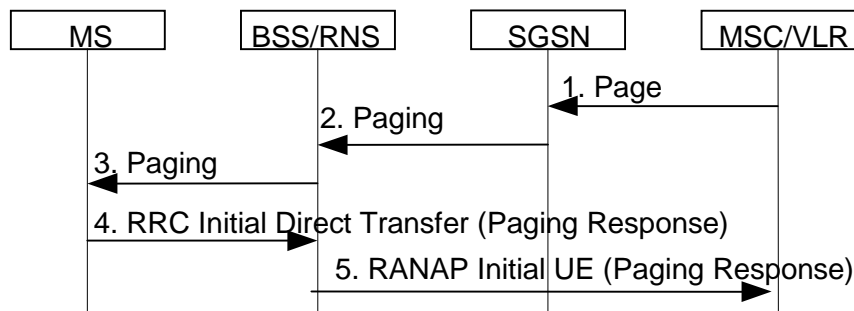 MS
BSS/RNS
SGSN
MSC/VLR
1. Page
2. Paging
3. Paging
4. RRC Initial Direct Transfer (Paging Response)
5. RANAP Initial UE (Paging Response)